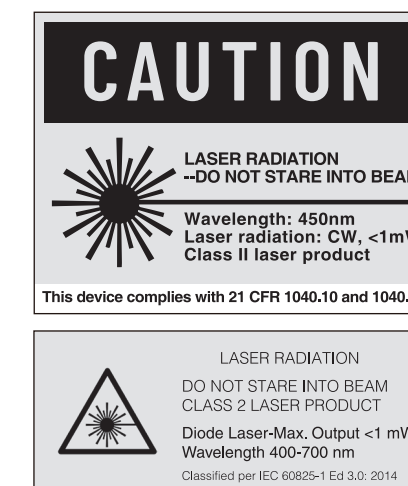 CAUTION
LASER RADIATION
--DO NOT STARE INTO
Wavelength: 450nm
Laser radiation: CW,
Class II laser product
This device complies with 21 CFR 1040.10 and
LASER RADIATION
DO NOT STARE INTO BEAM
CLASS 2 LASER PRODUCT
Diode Laser-Max. Output <1 mW
Wavelength 400-700 nm
Classified per IEC 60825-1 Ed 3.0: 2014